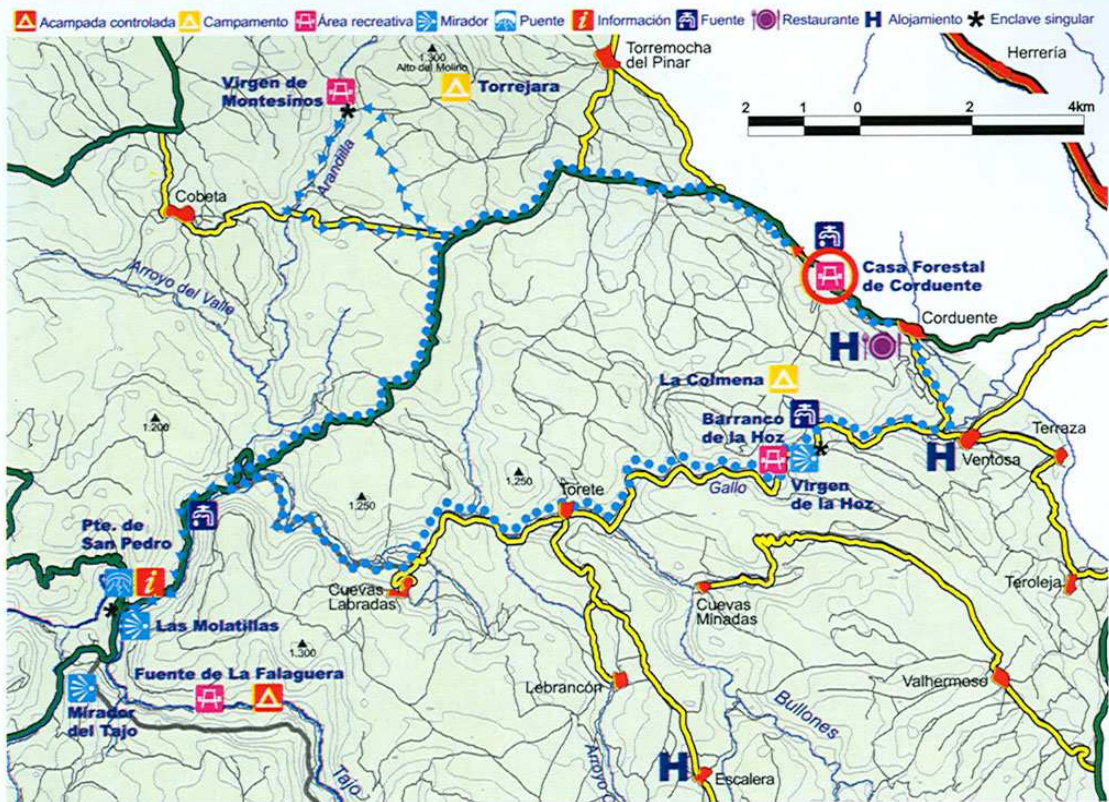 Acampada controlada Campamento Área recreativa Mirador Puente Información Fuente Restaurante H Alojamiento * Enclave singular
1.300
Alto del Molino
Torremocha
del Pinar
Herrería
Virgen de
Montesinos
Torrejara
2 1 0 2 4km
Arandilla
Cobeta
Arroyo del Valle
Casa Forestal
de Corduente
Corduente
H
La Colmena
1.200
Barranco
de la Hoz
H
Ventosa
Terraza
1.250
1.250
Torete
Gallo
Virgen
de la Hoz
Pte. de
San Pedro
i
Cuevas
Labradas
Cuevas
Minadas
Teroleja
Las Molatillas
1.300
Fuente de La Falaguera
Lebrancón
Valhermoso
Mirador
del Tajo
Bullones
Tajo
Arroyo
H
Escalera